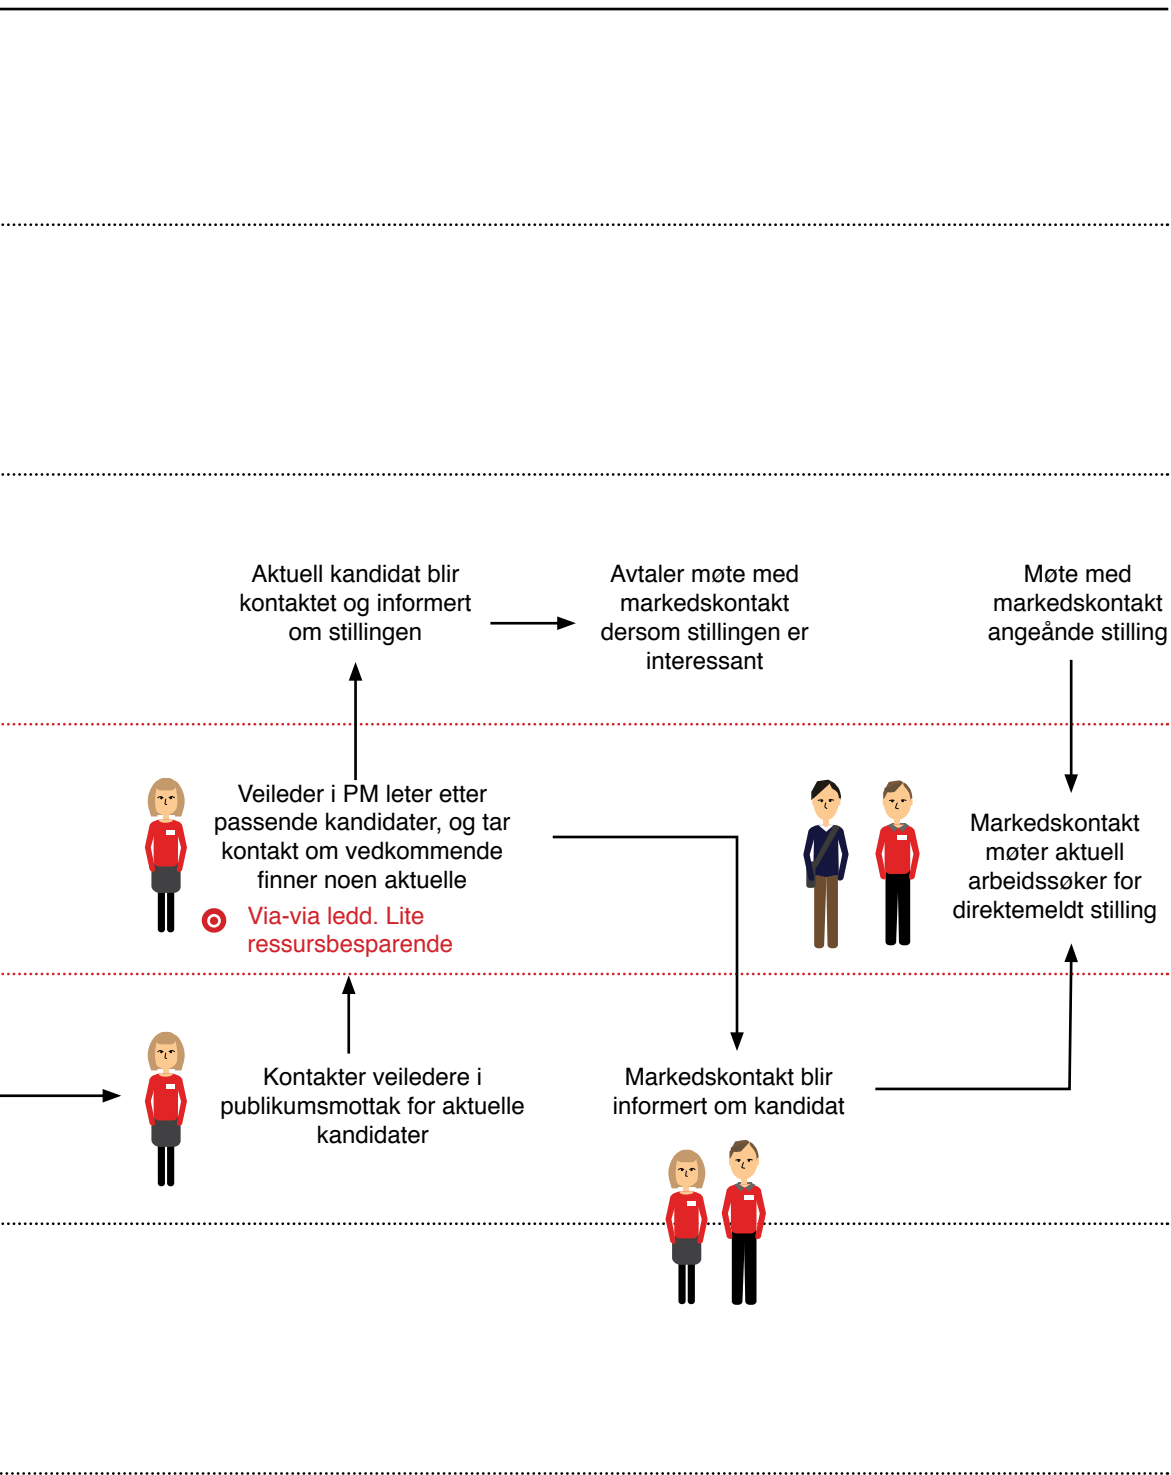 Aktuell kandidat blir
kontaktet og informert
om stillingen
Avtaler møte med
markedskontakt
dersom stillingen er
interessant
Møte med
markedskontakt
angeånde stilling
Veileder i PM leter etter
passende kandidater, og tar
kontakt om vedkommende
finner noen aktuelle
Via-via ledd. Lite
ressursbesparende
Markedskontakt
møter aktuell
arbeidssøker for
direktemeldt stilling
Kontakter veiledere i
publikumsmottak for aktuelle
kandidater
Markedskontakt blir
informert om kandidat